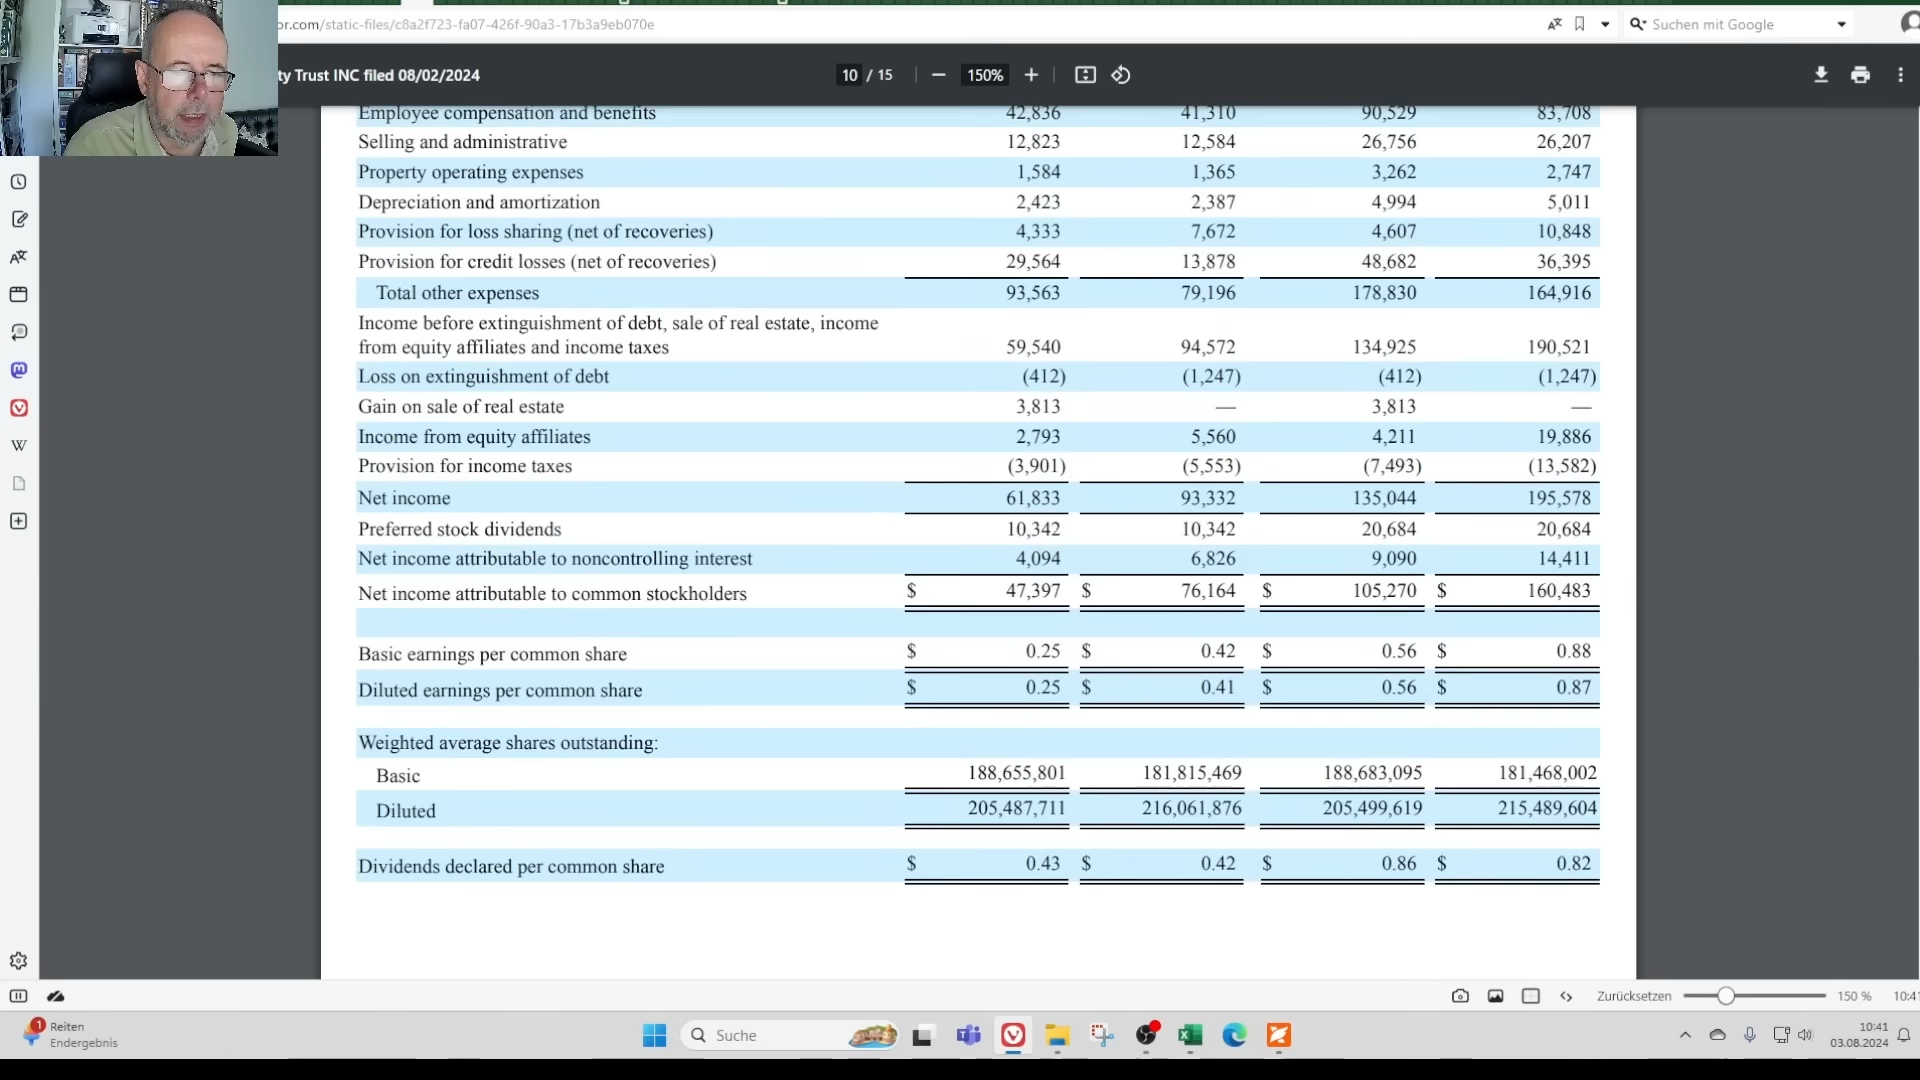 or.com/static-files/c8a2f723-fa07-426f-90a3-17b3a9eb070e
Suchen mit Google
ty Trust INC filed 08/02/2024
10 / 15
150%
Employee compensation and benefits 42,836 41,310 90,529 83,708
Selling and administrative 12,823 12,584 26,756 26,207
Property operating expenses 1,584 1,365 3,262 2,747
Depreciation and amortization 2,423 2,387 4,994 5,011
Provision for loss sharing (net of recoveries) 4,333 7,672 4,607 10,848
Provision for credit losses (net of recoveries) 29,564 13,878 48,682 36,395
Total other expenses 93,563 79,196 178,830 164,916
Income before extinguishment of debt, sale of real estate, income
from equity affiliates and income taxes 59,540 94,572 134,925 190,521
Loss on extinguishment of debt (412) (1,247) (412) (1,247)
Gain on sale of real estate 3,813 — 3,813 —
Income from equity affiliates 2,793 5,560 4,211 19,886
Provision for income taxes (3,901) (5,553) (7,493) (13,582)
Net income 61,833 93,332 135,044 195,578
Preferred stock dividends 10,342 10,342 20,684 20,684
Net income attributable to noncontrolling interest 4,094 6,826 9,090 14,411
Net income attributable to common stockholders $ 47,397 $ 76,164 $ 105,270 $ 160,483
Basic earnings per common share $ 0.25 $ 0.42 $ 0.56 $ 0.88
Diluted earnings per common share $ 0.25 $ 0.41 $ 0.56 $ 0.87
Weighted average shares outstanding:
Basic 188,655,801 181,815,469 188,683,095 181,468,002
Diluted 205,487,711 216,061,876 205,499,619 215,489,604
Dividends declared per common share $ 0.43 $ 0.42 $ 0.86 $ 0.82
Zurücksetzen 150 % 10:41
1 Reiten
Endergebnis
Suche
10:41
03.08.2024